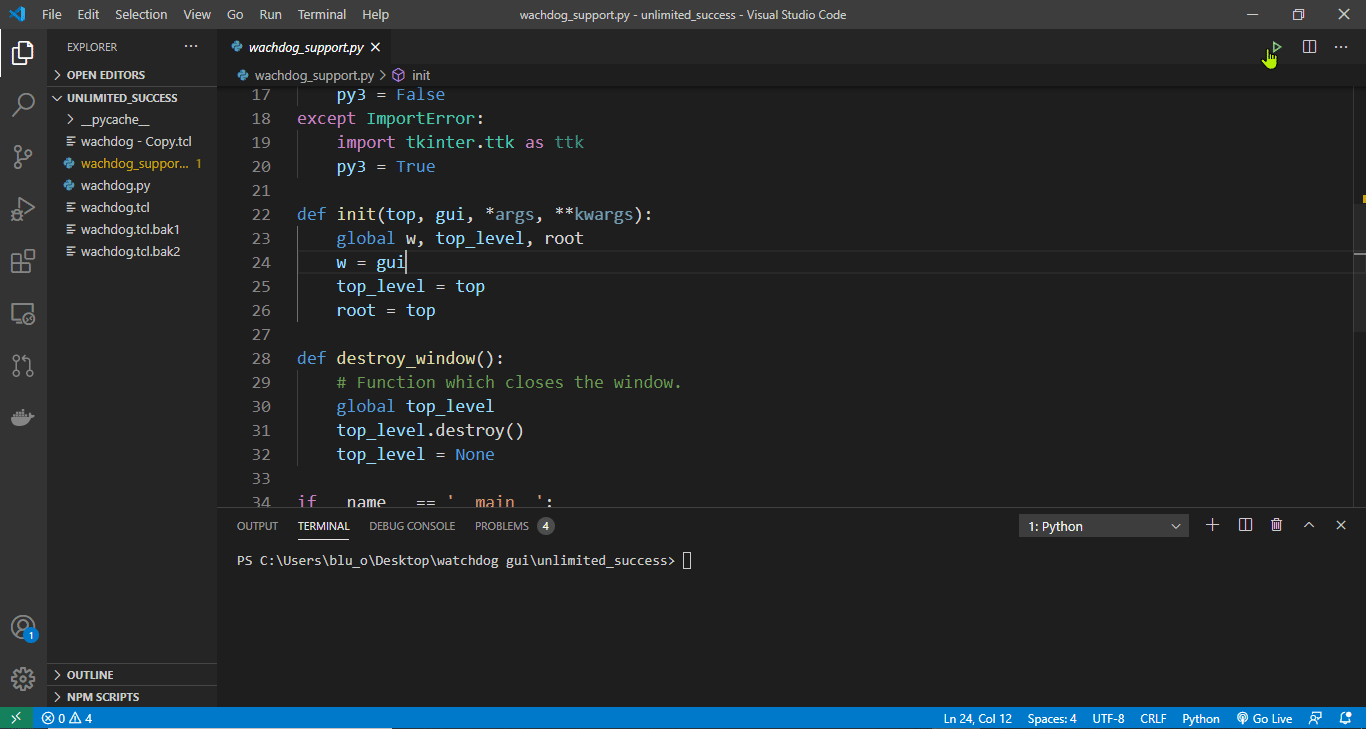 File Edit Selection View Go Run Terminal Help
wachdog_support.py - unlimited_success - Visual Studio Code
EXPLORER
OPEN EDITORS
UNLIMITED_SUCCESS
__pycache__
wachdog - Copy.tcl
wachdog_suppor... 1
wachdog.py
wachdog.tcl
wachdog.tcl.bak1
wachdog.tcl.bak2
OUTLINE
NPM SCRIPTS
1
wachdog_support.py
wachdog_support.py > init
17 py3 = False
18 except ImportError:
19 import tkinter.ttk as ttk
20 py3 = True
21
22 def init(top, gui, *args, **kwargs):
23 global w, top_level, root
24 w = gui
25 top_level = top
26 root = top
27
28 def destroy_window():
29 # Function which closes the window.
30 global top_level
31 top_level.destroy()
32 top_level = None
33
34 if __name__ == '__main__':
OUTPUT TERMINAL DEBUG CONSOLE PROBLEMS 4
1: Python
PS C:\Users\blu_o\Desktop\watchdog gui\unlimited_success>
0 4
Ln 24, Col 12 Spaces: 4 UTF-8 CRLF Python Go Live